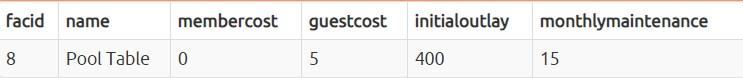 facid name membercost guestcost initialoutlay monthlymaintenance
8 Pool Table 0 5 400 15